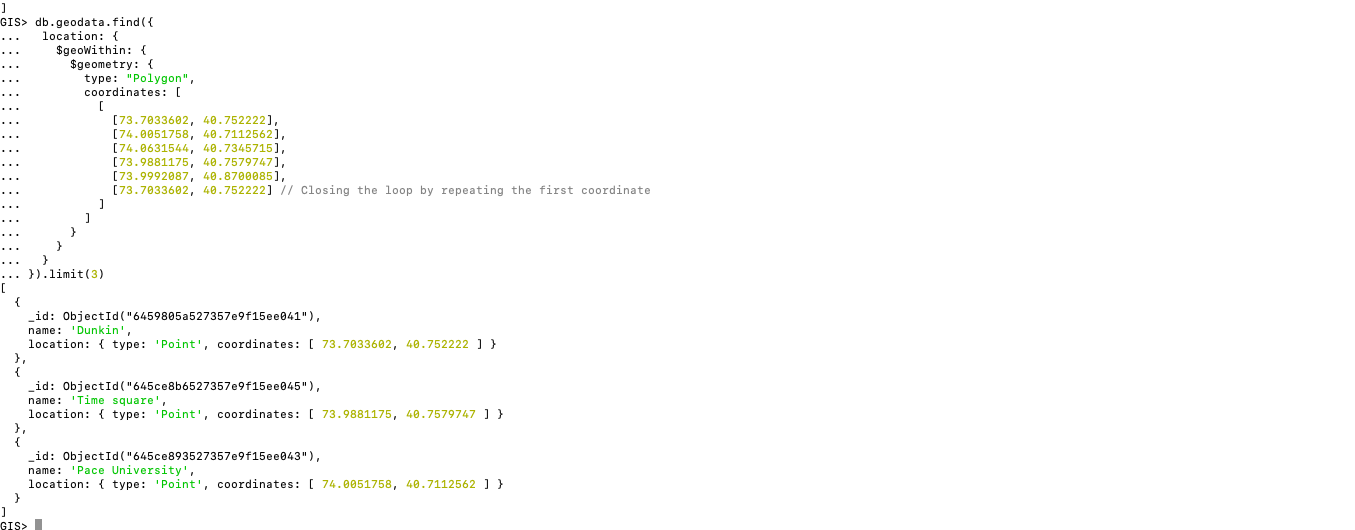 ]
GIS> db.geodata.find({
...   location: {
...     $geoWithin: {
...       $geometry: {
...         type: "Polygon",
...         coordinates: [
...           [
...             [73.7033602, 40.752222],
...             [74.0051758, 40.7112562],
...             [74.0631544, 40.7345715],
...             [73.9881175, 40.7579747],
...             [73.9992087, 40.8700085],
...             [73.7033602, 40.752222] // Closing the loop by repeating the first coordinate
...           ]
...         ]
...       }
...     }
...   }
... }).limit(3)
[
  {
    _id: ObjectId("6459805a527357e9f15ee041"),
    name: 'Dunkin',
    location: { type: 'Point', coordinates: [ 73.7033602, 40.752222 ] }
  },
  {
    _id: ObjectId("645ce8b6527357e9f15ee045"),
    name: 'Time square',
    location: { type: 'Point', coordinates: [ 73.9881175, 40.7579747 ] }
  },
  {
    _id: ObjectId("645ce893527357e9f15ee043"),
    name: 'Pace University',
    location: { type: 'Point', coordinates: [ 74.0051758, 40.7112562 ] }
  }
]
GIS>